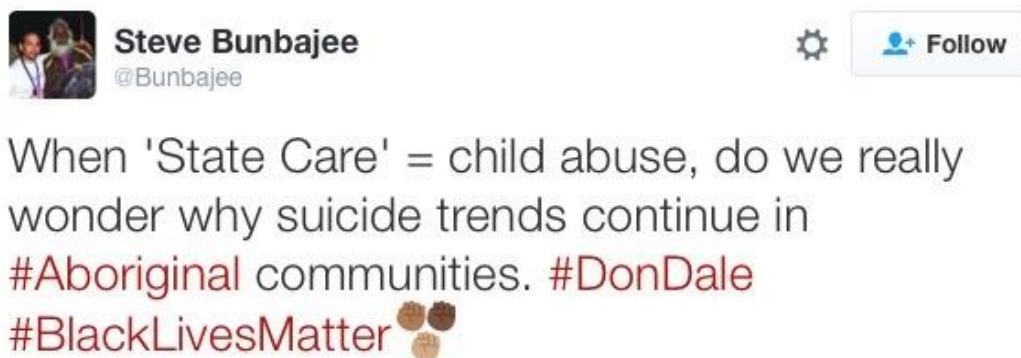 Steve Bunbajee
@Bunbajee
Follow
When 'State Care' = child abuse, do we really
wonder why suicide trends continue in
#Aboriginal communities. #DonDale
#BlackLivesMatter✊🏾✊🏿✊🏼